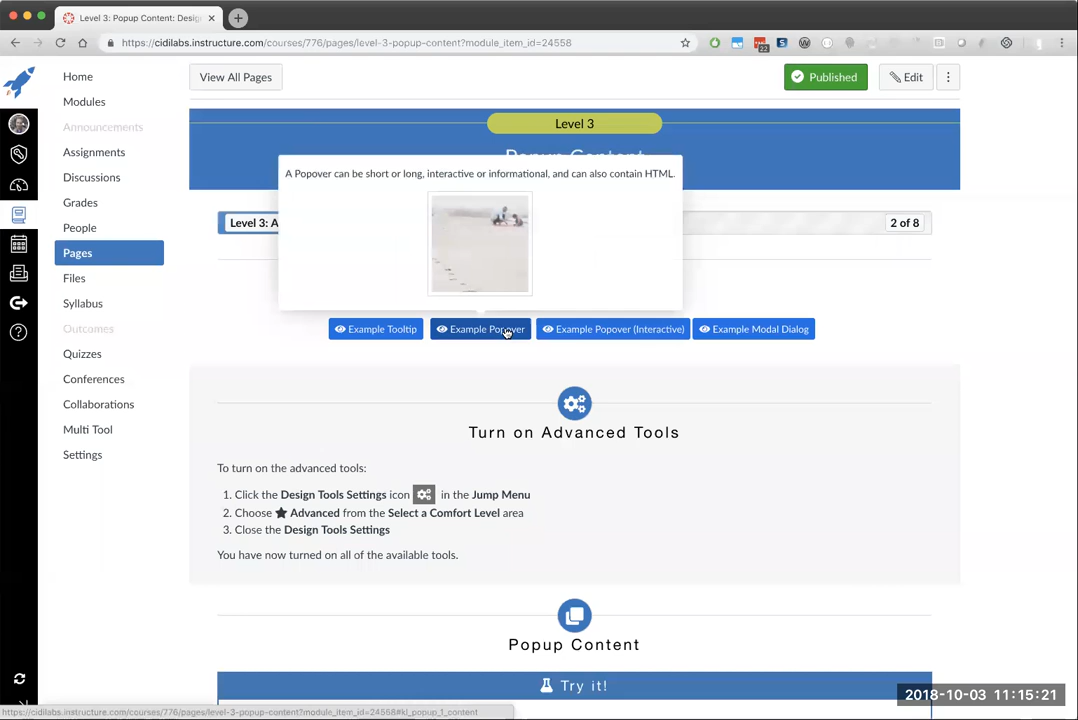 Level 3: Popup Content: Desig
https://cidilabs.instructure.com/courses/776/pages/level-3-popup-content?module_item_id=24558
22
Home
Modules
Announcements
Assignments
Discussions
Grades
People
Pages
Files
Syllabus
Outcomes
Quizzes
Conferences
Collaborations
Multi Tool
Settings
View All Pages
Published
Edit
Level 3
Popup Content
A Popover can be short or long, interactive or informational, and can also contain HTML.
Level 3: A
2 of 8
Example Tooltip
Example Popover
Example Popover (Interactive)
Example Modal Dialog
Turn on Advanced Tools
To turn on the advanced tools:
1. Click the Design Tools Settings icon in the Jump Menu
2. Choose Advanced from the Select a Comfort Level area
3. Close the Design Tools Settings
You have now turned on all of the available tools.
Popup Content
Try it!
2018-10-03 11:15:21
https://cidilabs.instructure.com/courses/776/pages/level-3-popup-content?module_item_id=24558#kl_popup_1_content